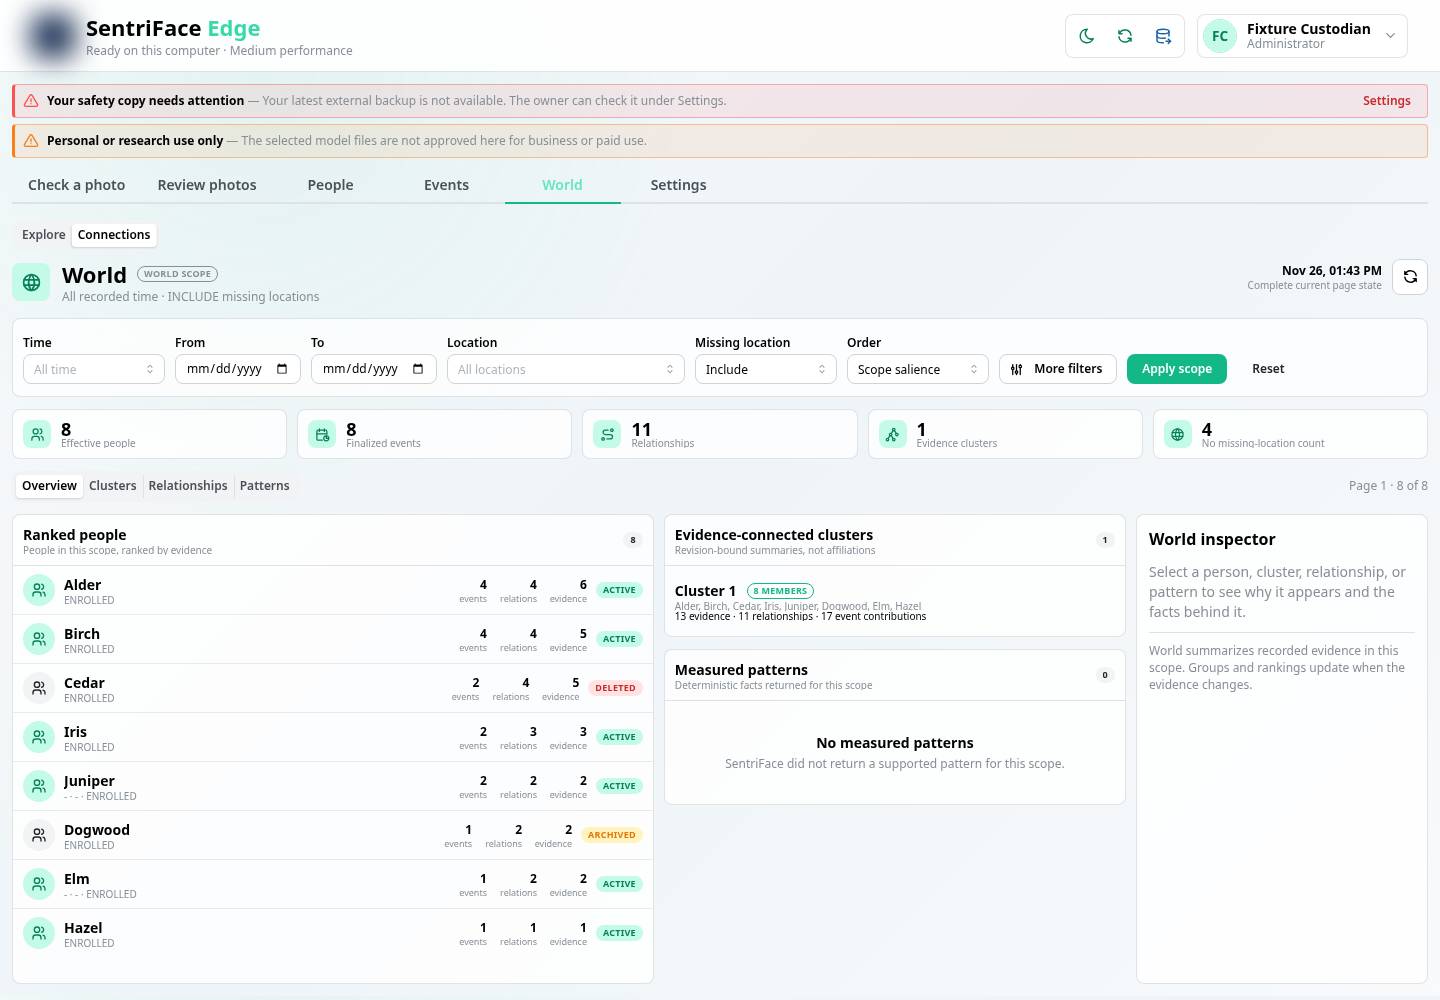 SentriFace Edge
Ready on this computer · Medium performance
FC
Fixture Custodian
Administrator
Your safety copy needs attention — Your latest external backup is not available. The owner can check it under Settings.
Settings
Personal or research use only — The selected model files are not approved here for business or paid use.
Check a photo
Review photos
People
Events
World
Settings
Explore
Connections
World
WORLD SCOPE
All recorded time · INCLUDE missing locations
Nov 26, 01:43 PM
Complete current page state
Time
From
To
Location
Missing location
Order
All time
mm/dd/yyyy
mm/dd/yyyy
All locations
Include
Scope salience
More filters
Apply scope
Reset
8
Effective people
8
Finalized events
11
Relationships
1
Evidence clusters
4
No missing-location count
Overview
Clusters
Relationships
Patterns
Page 1 · 8 of 8
Ranked people
People in this scope, ranked by evidence
8
Alder
ENROLLED
4 events
4 relations
6 evidence
ACTIVE
Birch
ENROLLED
4 events
4 relations
5 evidence
ACTIVE
Cedar
ENROLLED
2 events
4 relations
5 evidence
DELETED
Iris
ENROLLED
2 events
3 relations
3 evidence
ACTIVE
Juniper
- · - · ENROLLED
2 events
2 relations
2 evidence
ACTIVE
Dogwood
ENROLLED
1 events
2 relations
2 evidence
ARCHIVED
Elm
- · - · ENROLLED
1 events
2 relations
2 evidence
ACTIVE
Hazel
ENROLLED
1 events
1 relations
1 evidence
ACTIVE
Evidence-connected clusters
Revision-bound summaries, not affiliations
1
Cluster 1
8 MEMBERS
Alder, Birch, Cedar, Iris, Juniper, Dogwood, Elm, Hazel
13 evidence · 11 relationships · 17 event contributions
Measured patterns
Deterministic facts returned for this scope
0
No measured patterns
SentriFace did not return a supported pattern for this scope.
World inspector
Select a person, cluster, relationship, or
pattern to see why it appears and the
facts behind it.
World summarizes recorded evidence in this
scope. Groups and rankings update when the
evidence changes.